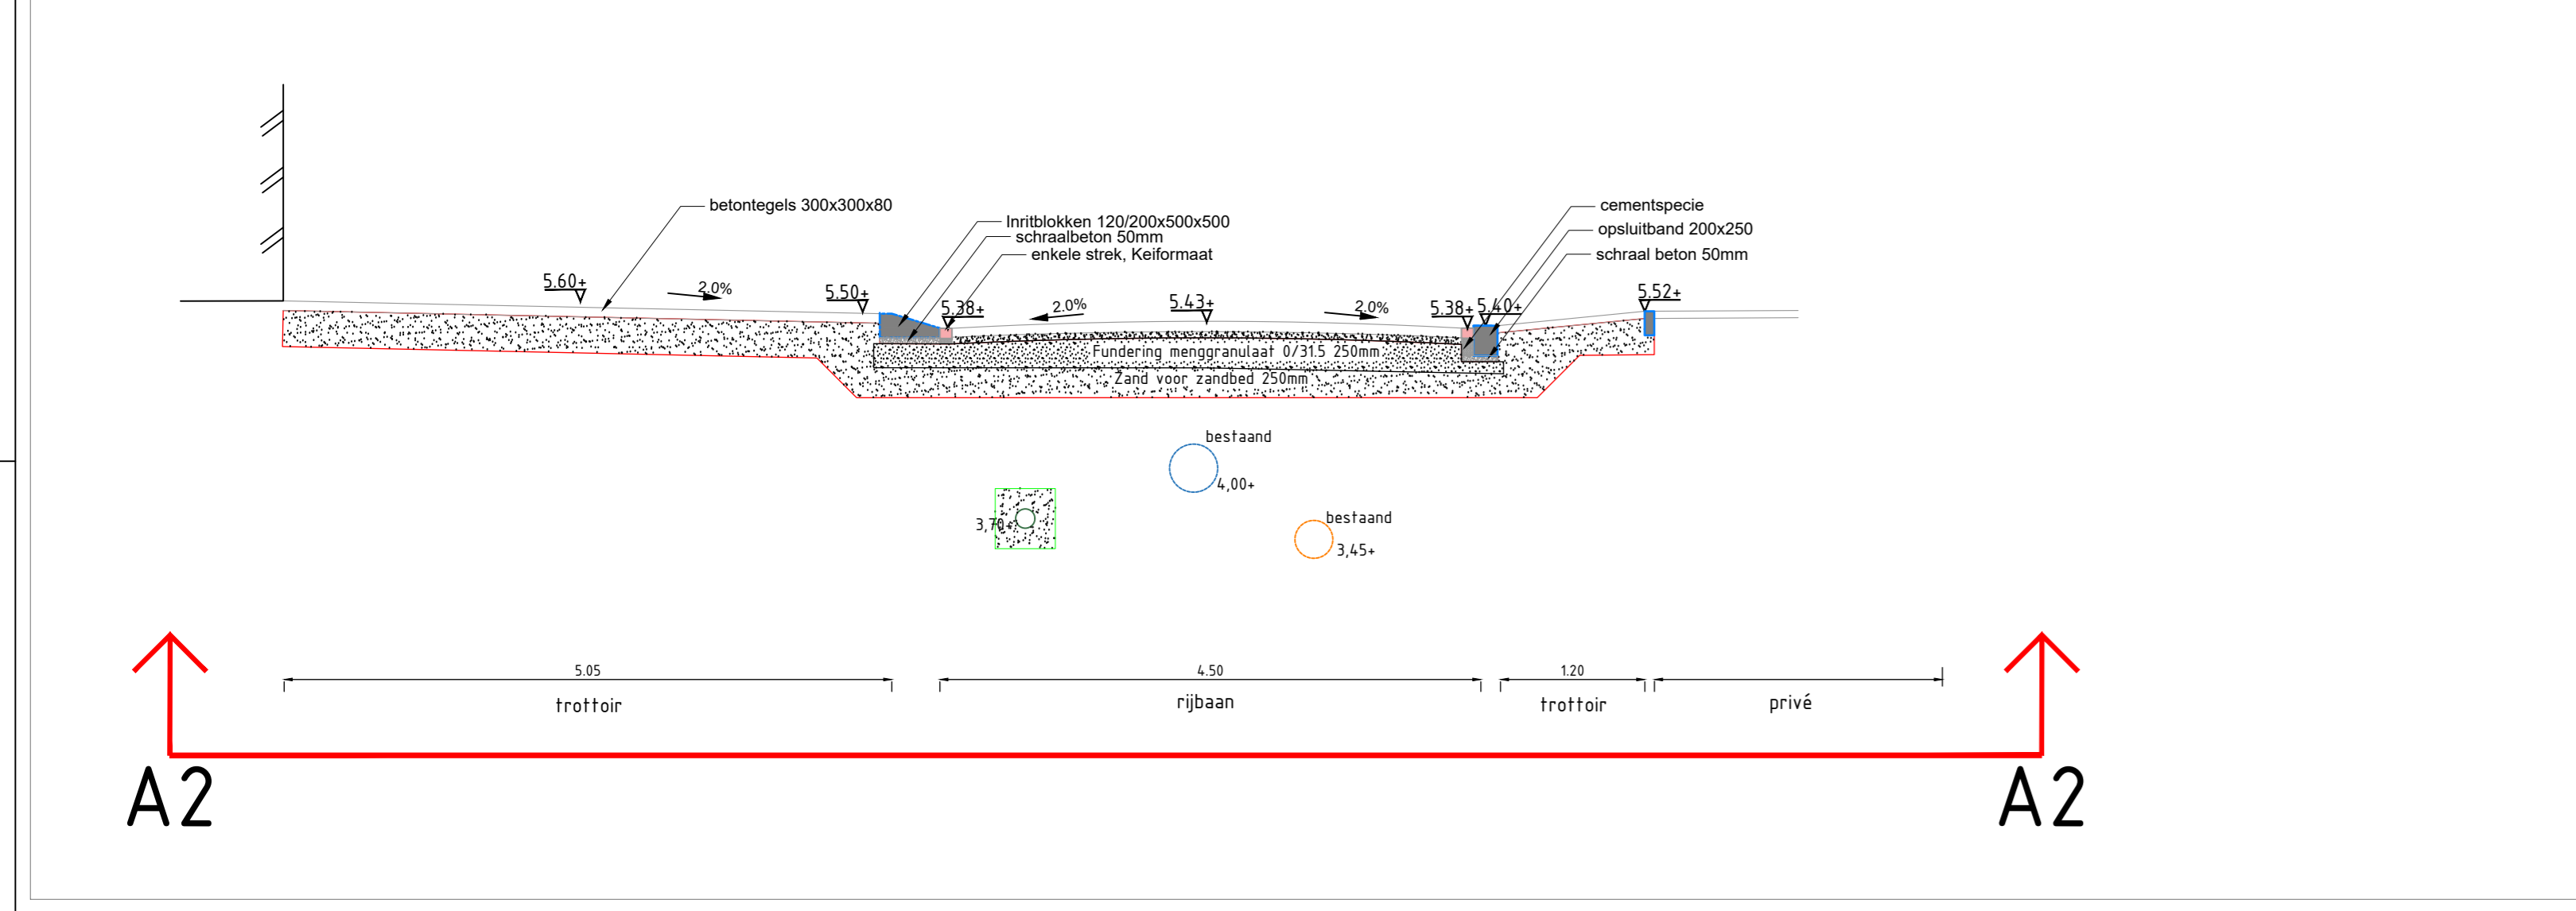 betontegels 300x300x80
Inritblokken 120/200x500x500
schraalbeton 50mm
enkele strek, Keiformaat
cementspecie
opsluitband 200x250
schraal beton 50mm
5.60+
2.0%
5.50+
5.38+
2.0%
5.43+
2.0%
5.38+
5.40+
5.52+
Fundering menggranulaat 0/31.5 250mm
Zand voor zandbed 250mm
bestaand
4,00+
3,70+
bestaand
3,45+
5.05
4.50
1.20
trottoir
rijbaan
trottoir
privé
A2
A2